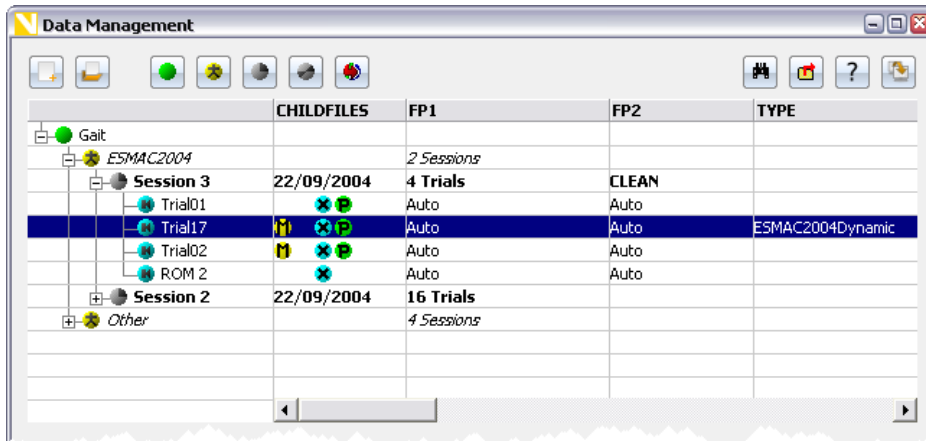 Data Management
?
CHILDFILES FP1 FP2 TYPE
Gait
ESMAC2004 2 Sessions
Session 3 22/09/2004 4 Trials CLEAN
Trial01 X P Auto Auto
Trial17 M X P Auto Auto ESMAC2004Dynamic
Trial02 M X P Auto Auto
ROM 2 X Auto Auto
Session 2 22/09/2004 16 Trials
Other 4 Sessions